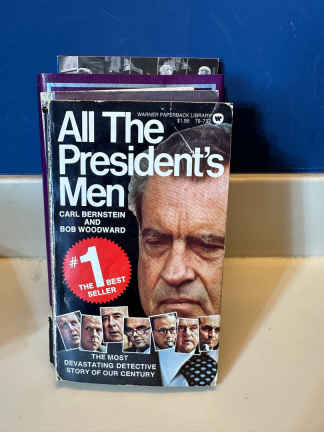 WARNER PAPERBACK LIBRARY
All The
President's
Men
CARL BERNSTEIN
AND
BOB WOODWARD
#1
THE BEST
SELLER
THE MOST
DEVASTATING DETECTIVE
STORY OF OUR CENTURY